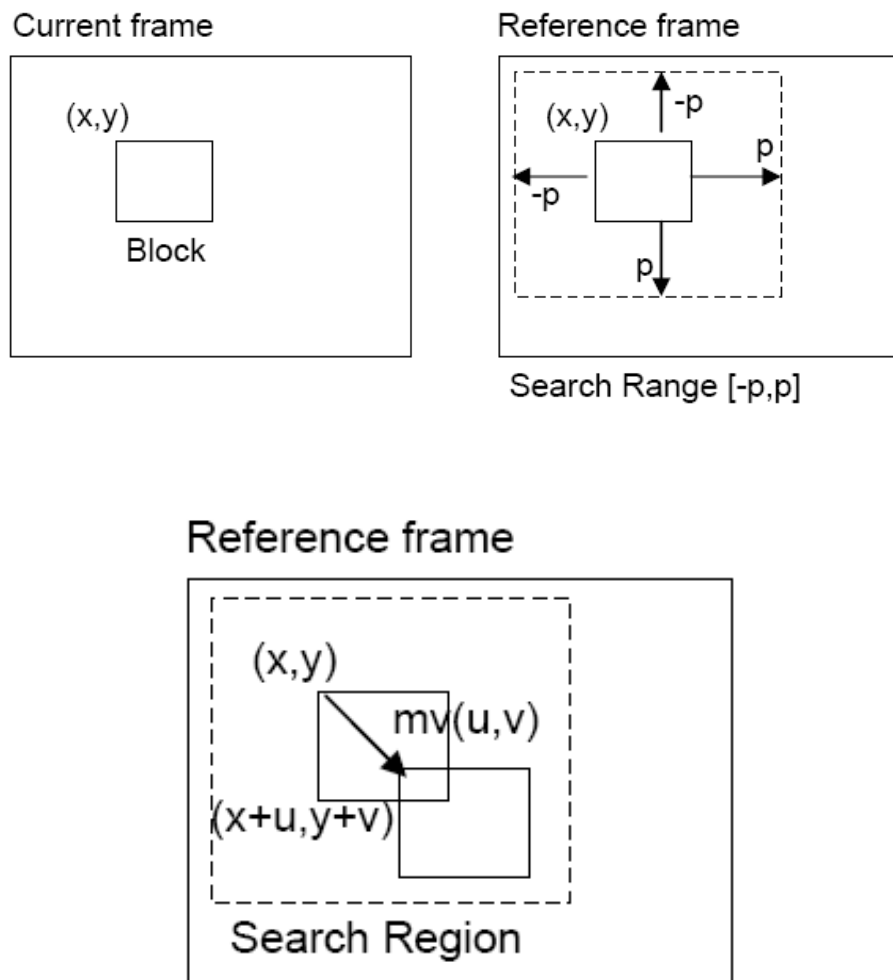 Current frame
(x,y)
Block
Reference frame
(x,y)
-p
p
-p
p
Search Range [-p,p]
Reference frame
(x,y)
mv(u,v)
(x+u,y+v)
Search Region